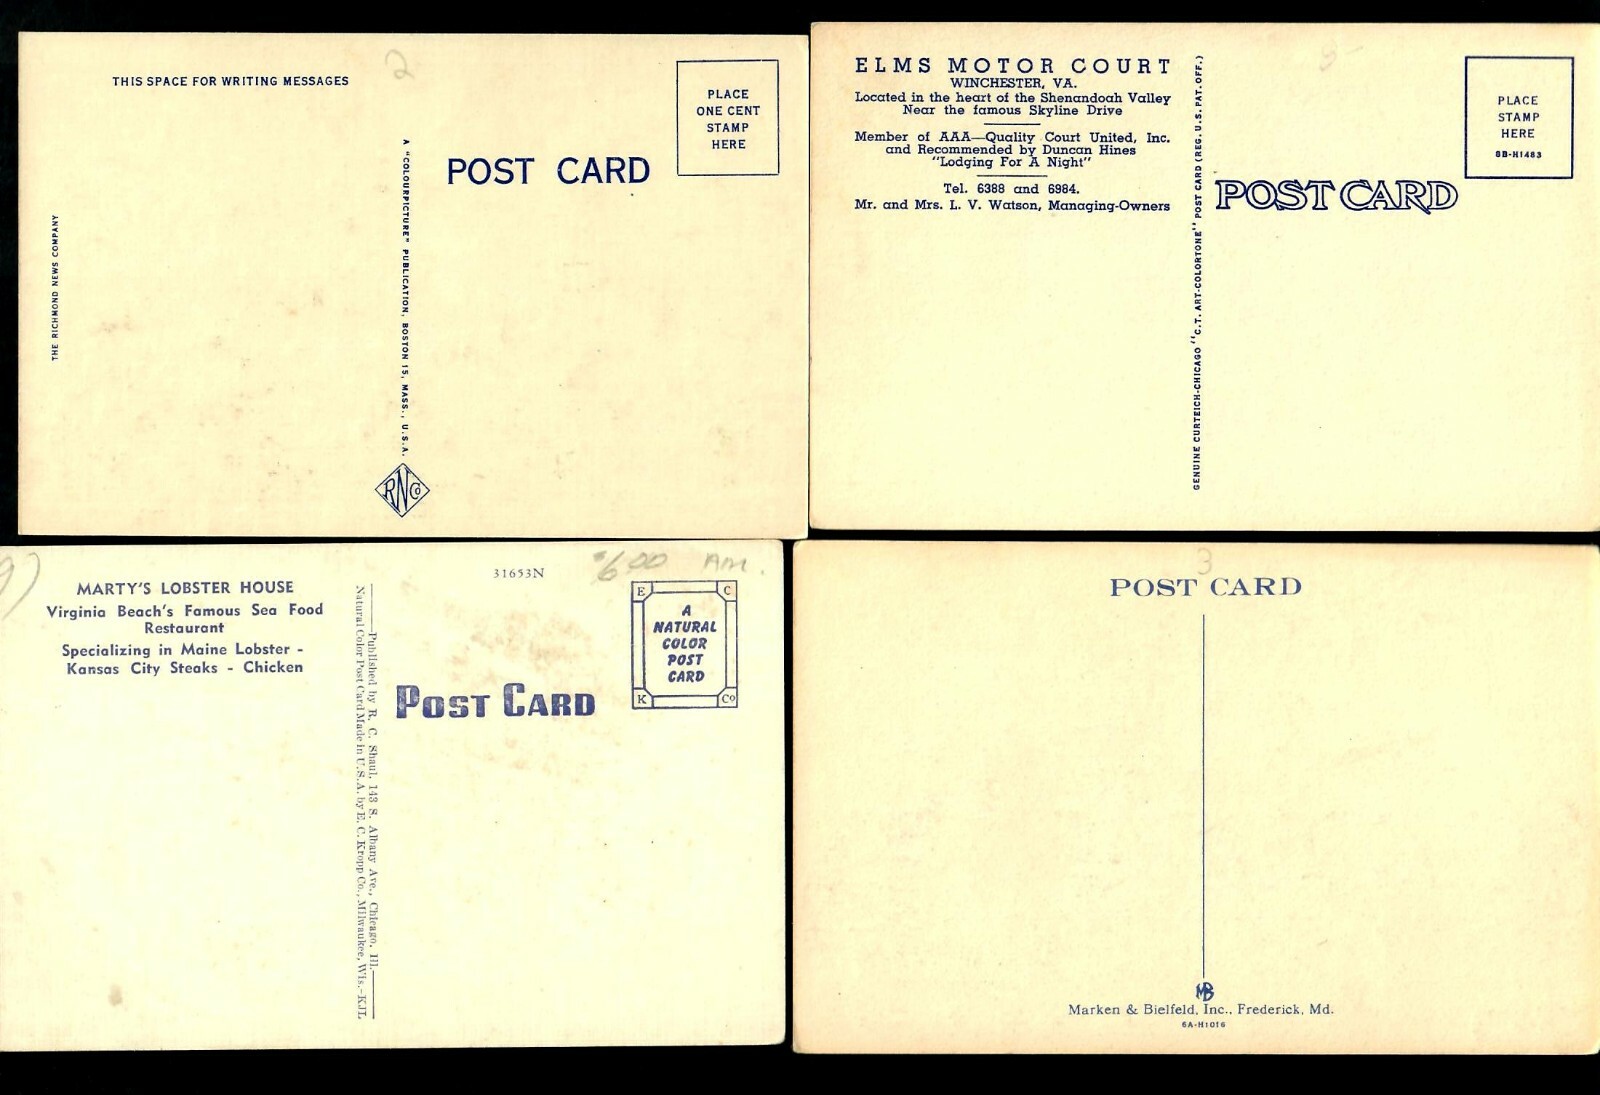 THIS SPACE FOR WRITING MESSAGES
2
PLACE
ONE CENT
STAMP
HERE
POST CARD
THE RICHMOND NEWS COMPANY
A "COLOURPICTURE" PUBLICATION, BOSTON 15, MASS., U.S.A.
RNCo
ELMS MOTOR COURT
WINCHESTER, VA.
Located in the heart of the Shenandoah Valley
Near the famous Skyline Drive
Member of AAA—Quality Court United, Inc.
and Recommended by Duncan Hines
"Lodging For A Night"
Tel. 6388 and 6984.
Mr. and Mrs. L. V. Watson, Managing-Owners
GENUINE CURTEICH-CHICAGO "C.T. ART-COLORTONE" POST CARD (REG. U.S. PAT. OFF.)
PLACE
STAMP
HERE
8B-H1483
POST CARD
MARTY'S LOBSTER HOUSE
Virginia Beach's Famous Sea Food
Restaurant
Specializing in Maine Lobster -
Kansas City Steaks - Chicken
Published by R. C. Shaul, 143 S. Albany Ave., Chicago, Ill.
Natural Color Post Card Made in U.S.A. by E. C. Kropp Co., Milwaukee, Wis.-KJL
31653N
$6.00 Am.
E C
A
NATURAL
COLOR
POST
CARD
K Co
POST CARD
3
POST CARD
MB
Marken & Bielfeld, Inc., Frederick, Md.
6A-H1016